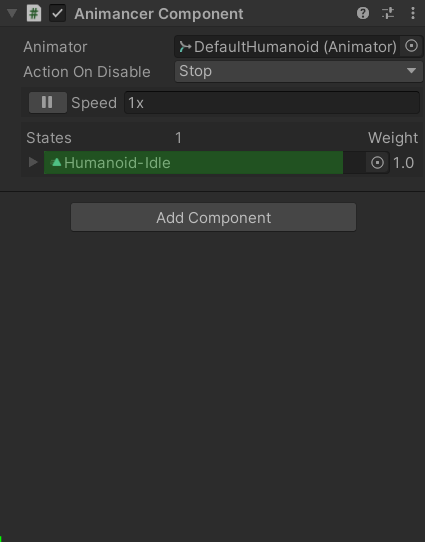 Animancer Component
Animator DefaultHumanoid (Animator)
Action On Disable Stop
Speed 1x
States 1 Weight
Humanoid-Idle 1.0
Add Component